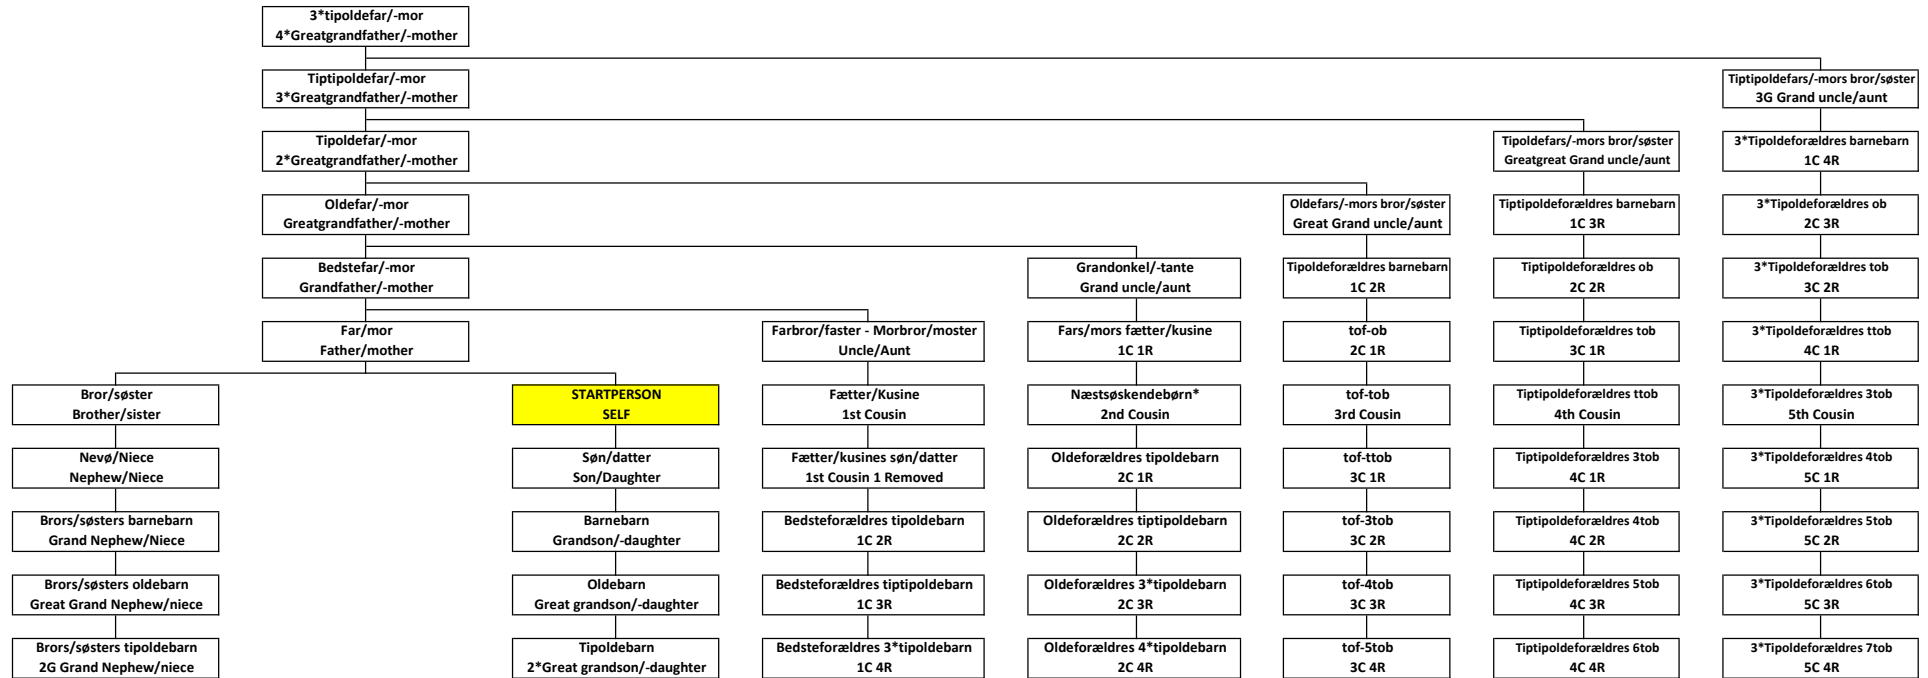 3*tipoldefar/-mor
4*Greatgrandfather/-mother
Tiptipoldefar/-mor
3*Greatgrandfather/-mother
Tiptipoldefars/-mors bror/søster
3G Grand uncle/aunt
Tipoldefar/-mor
2*Greatgrandfather/-mother
Tipoldefars/-mors bror/søster
Greatgreat Grand uncle/aunt
3*Tipoldeforældres barnebarn
1C 4R
Oldefar/-mor
Greatgrandfather/-mother
Oldefars/-mors bror/søster
Great Grand uncle/aunt
Tiptipoldeforældres barnebarn
1C 3R
3*Tipoldeforældres ob
2C 3R
Bedstefar/-mor
Grandfather/-mother
Grandonkel/-tante
Grand uncle/aunt
Tipoldeforældres barnebarn
1C 2R
Tiptipoldeforældres ob
2C 2R
3*Tipoldeforældres tob
3C 2R
Far/mor
Father/mother
Farbror/faster - Morbror/moster
Uncle/Aunt
Fars/mors fætter/kusine
1C 1R
tof-ob
2C 1R
Tiptipoldeforældres tob
3C 1R
3*Tipoldeforældres ttob
4C 1R
Bror/søster
Brother/sister
STARTPERSON
SELF
Fætter/Kusine
1st Cousin
Næstsøskendebørn*
2nd Cousin
tof-tob
3rd Cousin
Tiptipoldeforældres ttob
4th Cousin
3*Tipoldeforældres 3tob
5th Cousin
Nevø/Niece
Nephew/Niece
Søn/datter
Son/Daughter
Fætter/kusines søn/datter
1st Cousin 1 Removed
Oldeforældres tipoldebarn
2C 1R
tof-ttob
3C 1R
Tiptipoldeforældres 3tob
4C 1R
3*Tipoldeforældres 4tob
5C 1R
Brors/søsters barnebarn
Grand Nephew/Niece
Barnebarn
Grandson/-daughter
Bedsteforældres tipoldebarn
1C 2R
Oldeforældres tiptipoldebarn
2C 2R
tof-3tob
3C 2R
Tiptipoldeforældres 4tob
4C 2R
3*Tipoldeforældres 5tob
5C 2R
Brors/søsters oldebarn
Great Grand Nephew/niece
Oldebarn
Great grandson/-daughter
Bedsteforældres tiptipoldebarn
1C 3R
Oldeforældres 3*tipoldebarn
2C 3R
tof-4tob
3C 3R
Tiptipoldeforældres 5tob
4C 3R
3*Tipoldeforældres 6tob
5C 3R
Brors/søsters tipoldebarn
2G Grand Nephew/niece
Tipoldebarn
2*Great grandson/-daughter
Bedsteforældres 3*tipoldebarn
1C 4R
Oldeforældres 4*tipoldebarn
2C 4R
tof-5tob
3C 4R
Tiptipoldeforældres 6tob
4C 4R
3*Tipoldeforældres 7tob
5C 4R